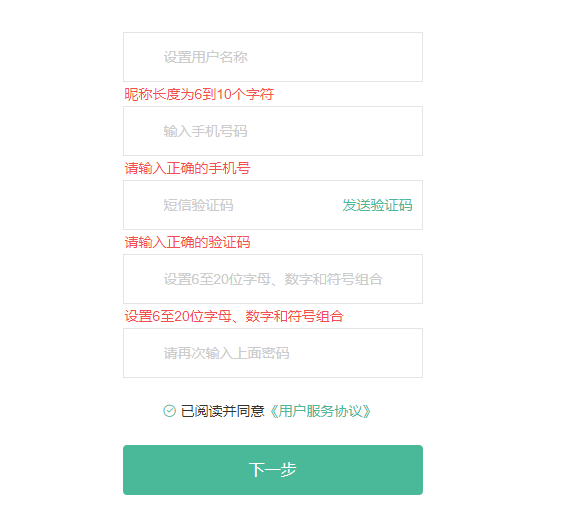 设置用户名称
昵称长度为6到10个字符
输入手机号码
请输入正确的手机号
短信验证码 发送验证码
请输入正确的验证码
设置6至20位字母、数字和符号组合
设置6至20位字母、数字和符号组合
请再次输入上面密码
已阅读并同意《用户服务协议》
下一步